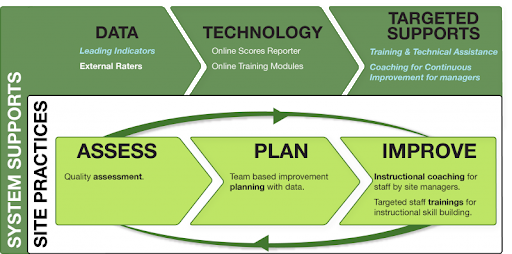 SYSTEM SUPPORTS
DATA
Leading Indicators
External Raters
TECHNOLOGY
Online Scores Reporter
Online Training Modules
TARGETED
SUPPORTS
Training & Technical Assistance
Coaching for Continuous
Improvement for managers
SITE PRACTICES
ASSESS
Quality assessment.
PLAN
Team based improvement
planning with data.
IMPROVE
Instructional coaching for
staff by site managers.
Targeted staff trainings for
instructional skill building.